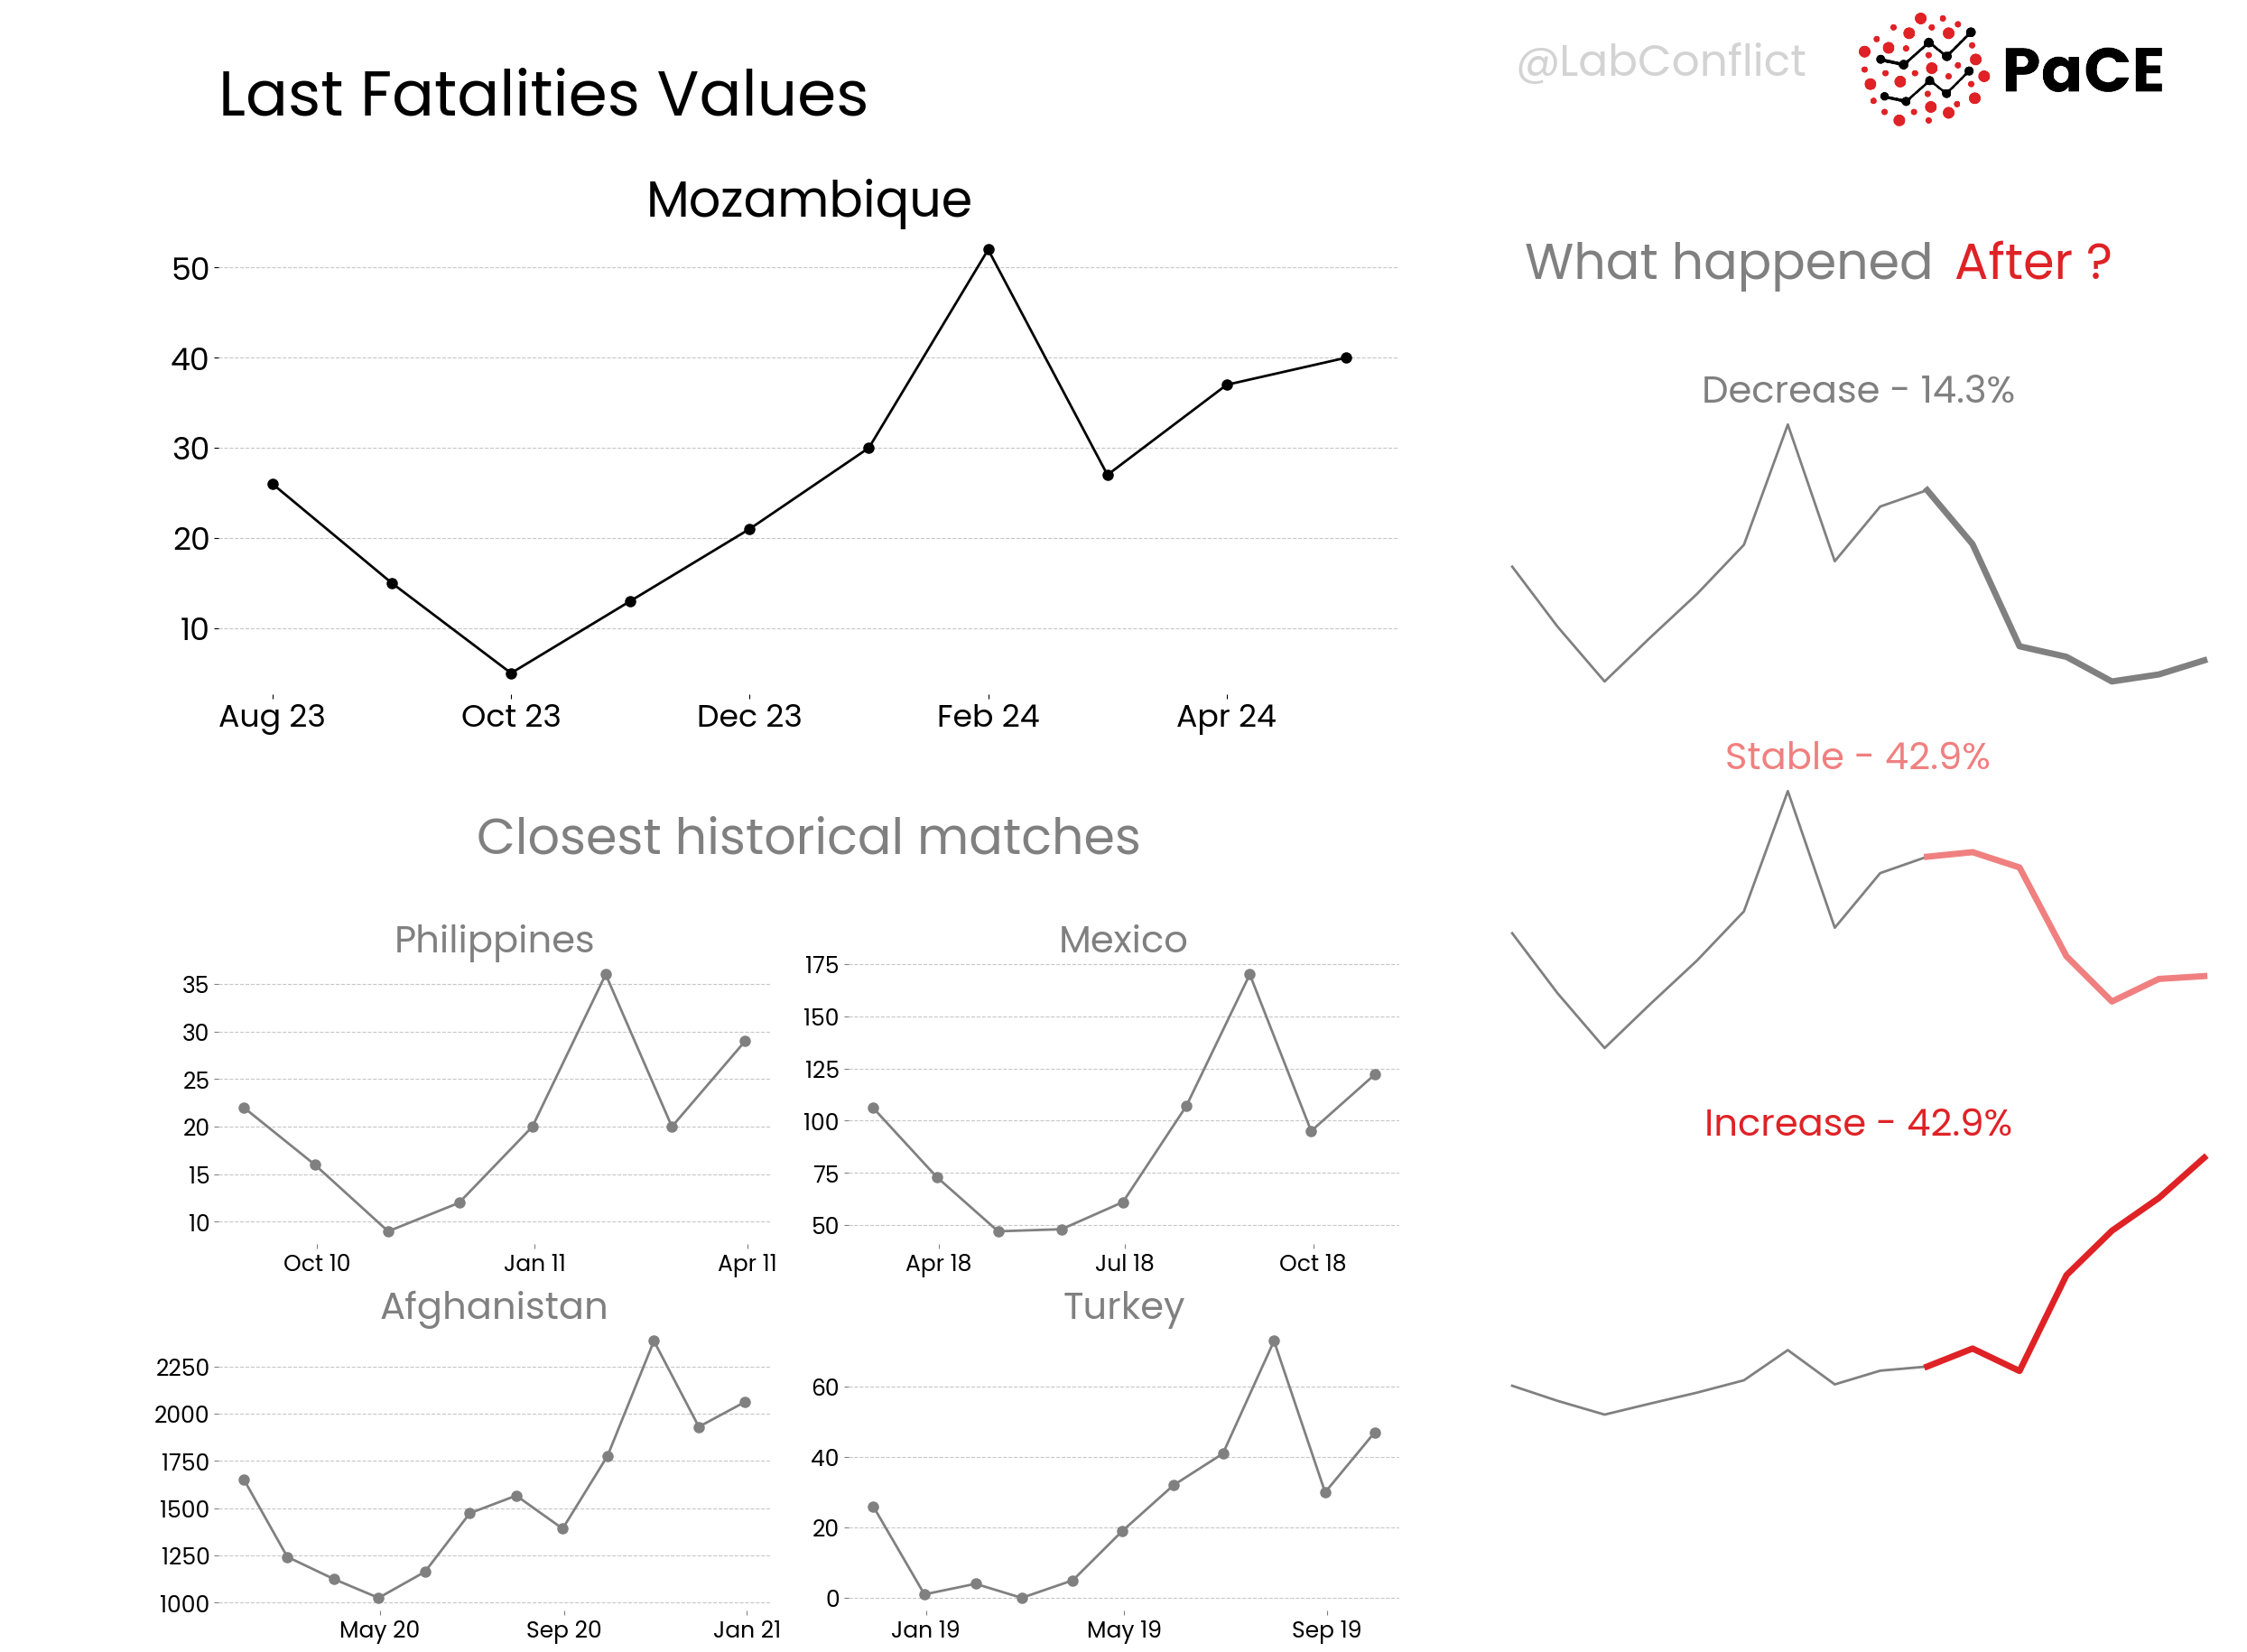 @LabConflict
PaCE
Last Fatalities Values
Mozambique
50
40
30
20
10
Aug 23 Oct 23 Dec 23 Feb 24 Apr 24
What happened After ?
Decrease - 14.3%
Stable - 42.9%
Increase - 42.9%
Closest historical matches
Philippines
35
30
25
20
15
10
Oct 10 Jan 11 Apr 11
Mexico
175
150
125
100
75
50
Apr 18 Jul 18 Oct 18
Afghanistan
2250
2000
1750
1500
1250
1000
May 20 Sep 20 Jan 21
Turkey
60
40
20
0
Jan 19 May 19 Sep 19